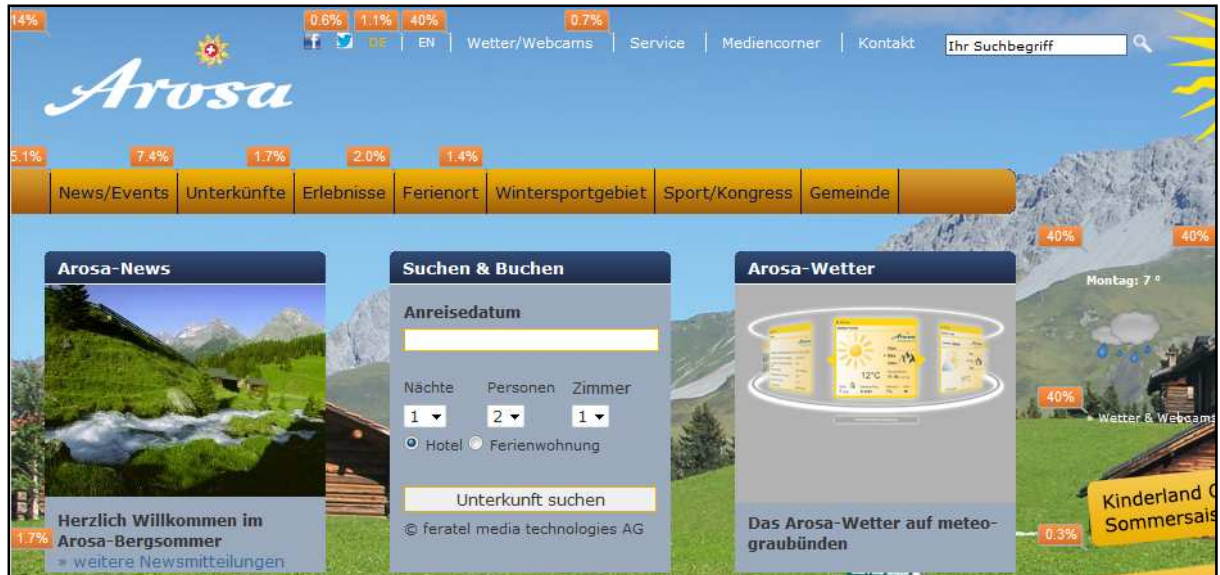 14%
0.6% 1.1% 40% 0.7%
DE | EN | Wetter/Webcams | Service | Mediencorner | Kontakt
Ihr Suchbegriff
Arosa
5.1% 7.4% 1.7% 2.0% 1.4%
News/Events Unterkünfte Erlebnisse Ferienort Wintersportgebiet Sport/Kongress Gemeinde
40% 40%
Arosa-News
Herzlich Willkommen im
Arosa-Bergsommer
» weitere Newsmitteilungen
1.7%
Suchen & Buchen
Anreisedatum
Nächte Personen Zimmer
1 2 1
Hotel Ferienwohnung
Unterkunft suchen
© feratel media technologies AG
Arosa-Wetter
12°C
Das Arosa-Wetter auf meteo-
graubünden
Montag: 7 °
40%
» Wetter & Webcams
Kinderland
Sommersais
0.3%